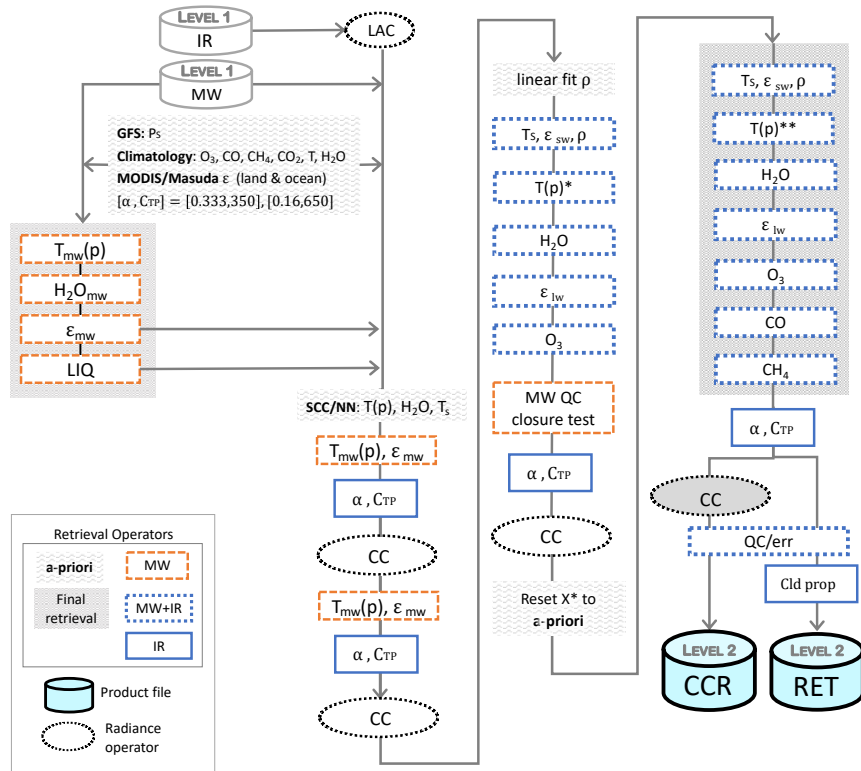 LEVEL 1
IR
LAC
LEVEL 1
MW
GFS: Ps
Climatology: O3, CO, CH4, CO2, T, H2O
MODIS/Masuda ε (land & ocean)
[α , CTP] = [0.333,350], [0.16,650]
Tmw(p)
H2Omw
εmw
LIQ
SCC/NN: T(p), H2O, Ts
Tmw(p), εmw
α , CTP
CC
Tmw(p), εmw
α , CTP
CC
linear fit ρ
Ts, εsw, ρ
T(p)*
H2O
εlw
O3
MW QC
closure test
α , CTP
CC
Reset X* to
a-priori
Ts, εsw, ρ
T(p)**
H2O
εlw
O3
CO
CH4
α , CTP
CC
QC/err
Cld prop
LEVEL 2
CCR
LEVEL 2
RET
Retrieval Operators
a-priori
MW
Final
retrieval
MW+IR
IR
Product file
Radiance
operator